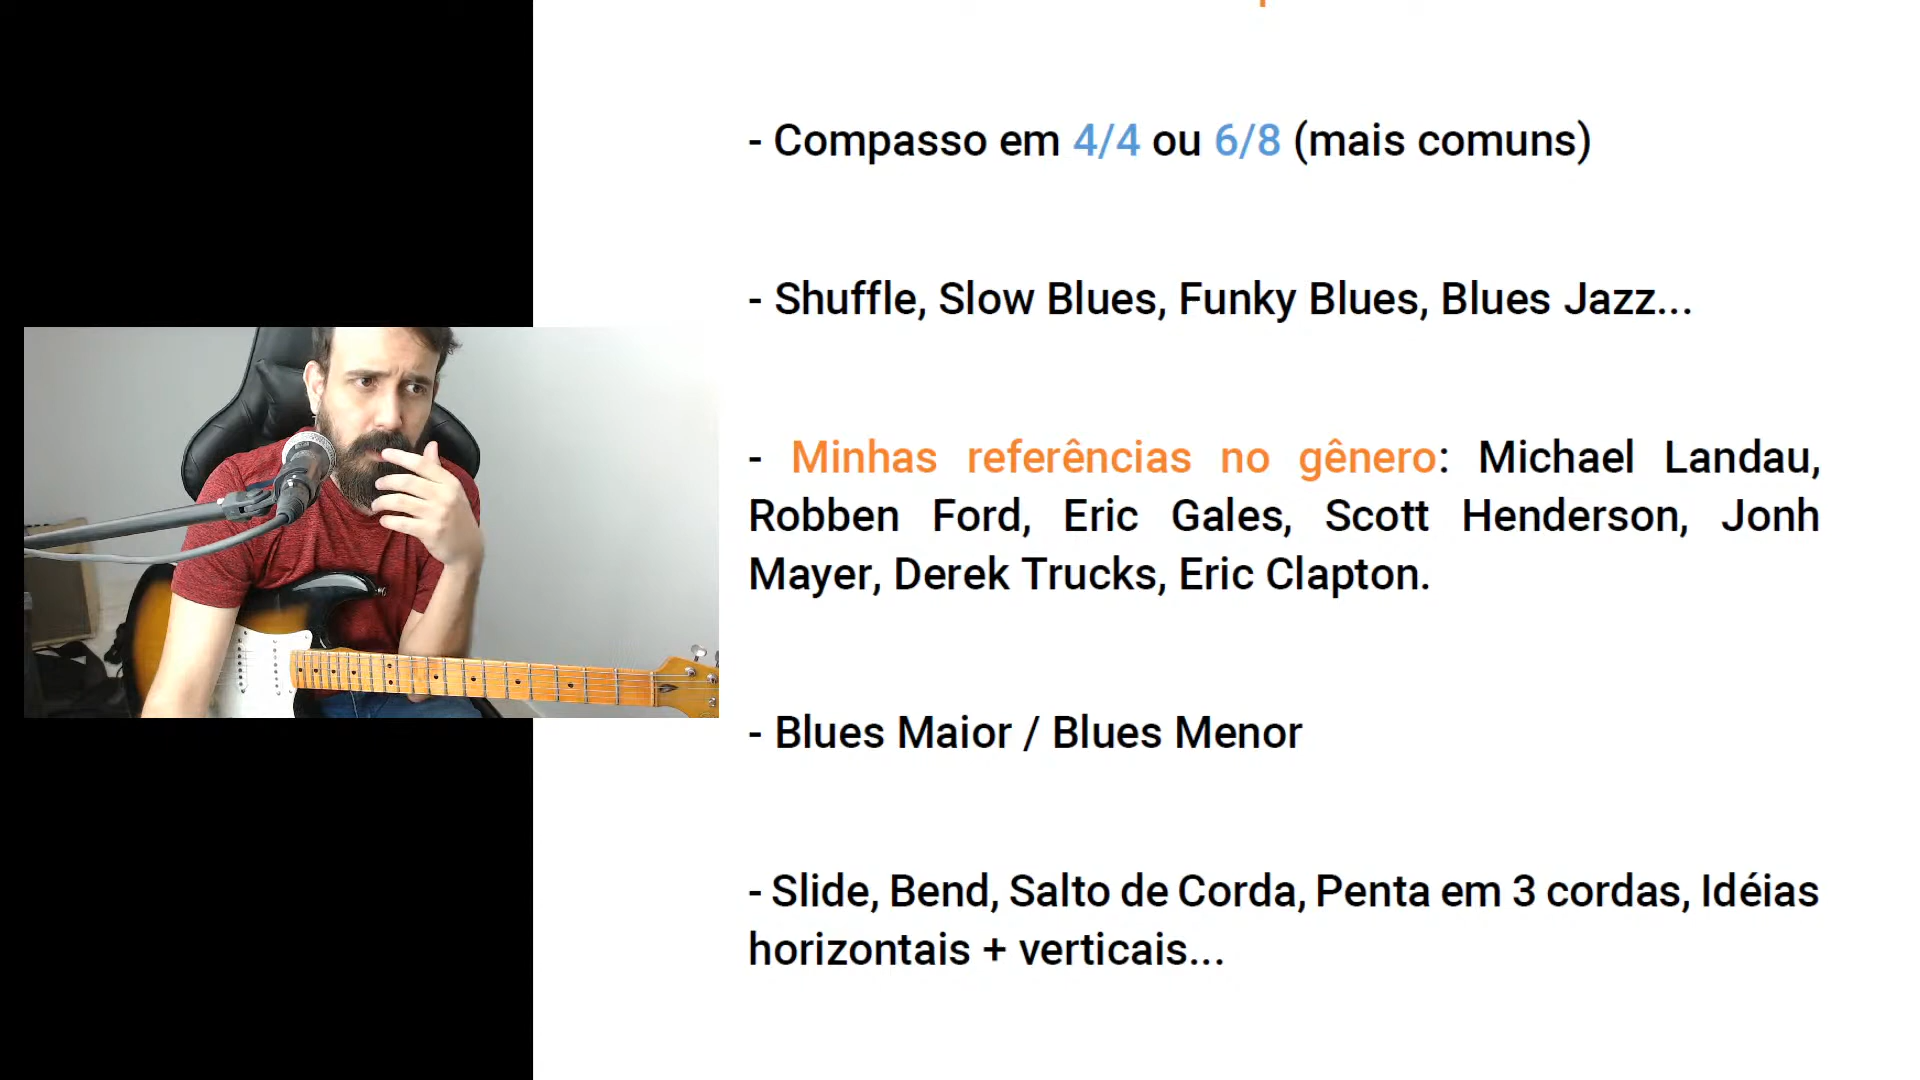 - Compasso em 4/4 ou 6/8 (mais comuns)
- Shuffle, Slow Blues, Funky Blues, Blues Jazz...
- Minhas referências no gênero: Michael Landau,
Robben Ford, Eric Gales, Scott Henderson, Jonh
Mayer, Derek Trucks, Eric Clapton.
- Blues Maior / Blues Menor
- Slide, Bend, Salto de Corda, Penta em 3 cordas, Idéias
horizontais + verticais...